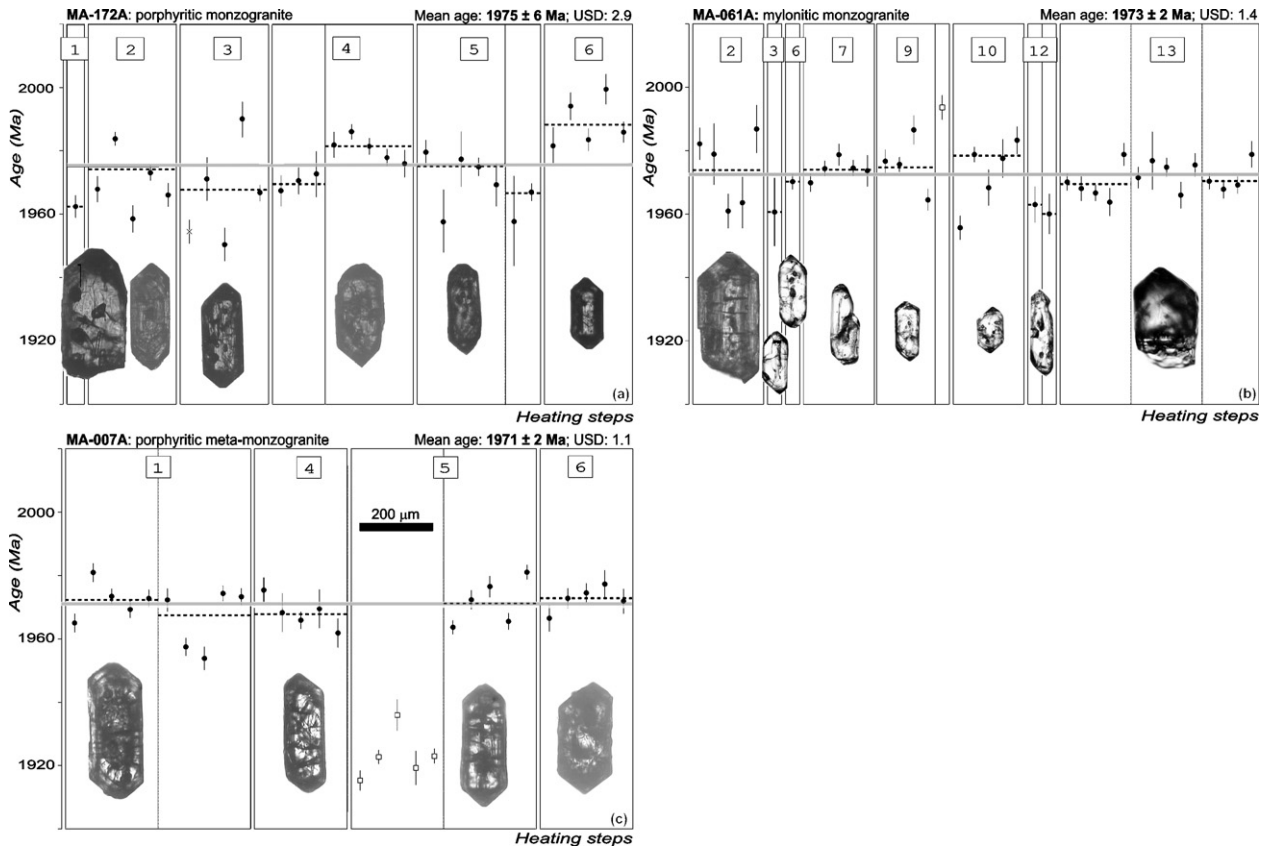 MA-172A: porphyritic monzogranite Mean age: 1975 ± 6 Ma; USD: 2.9
1 2 3 4 5 6
Age (Ma)
2000
1960
1920
(a)
Heating steps
MA-061A: mylonitic monzogranite Mean age: 1973 ± 2 Ma; USD: 1.4
2 3 6 7 9 10 12 13
Age (Ma)
2000
1960
1920
(b)
Heating steps
MA-007A: porphyritic meta-monzogranite Mean age: 1971 ± 2 Ma; USD: 1.1
1 4 5 6
Age (Ma)
2000
200 µm
1960
1920
(c)
Heating steps